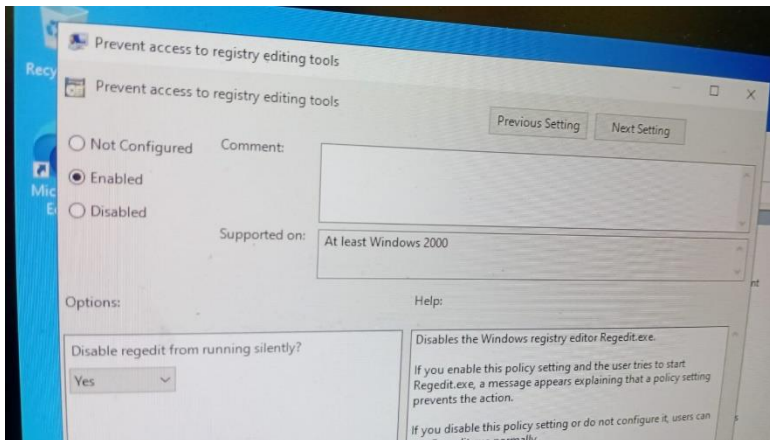 Recy
Prevent access to registry editing tools
Prevent access to registry editing tools
Previous Setting
Next Setting
Not Configured
Comment:
Enabled
Mic
E
Disabled
Supported on:
At least Windows 2000
nt
Options:
Help:
Disable regedit from running silently?
Yes
Disables the Windows registry editor Regedit.exe.
If you enable this policy setting and the user tries to start
Regedit.exe, a message appears explaining that a policy setting
prevents the action.
If you disable this policy setting or do not configure it, users can
normally.
s